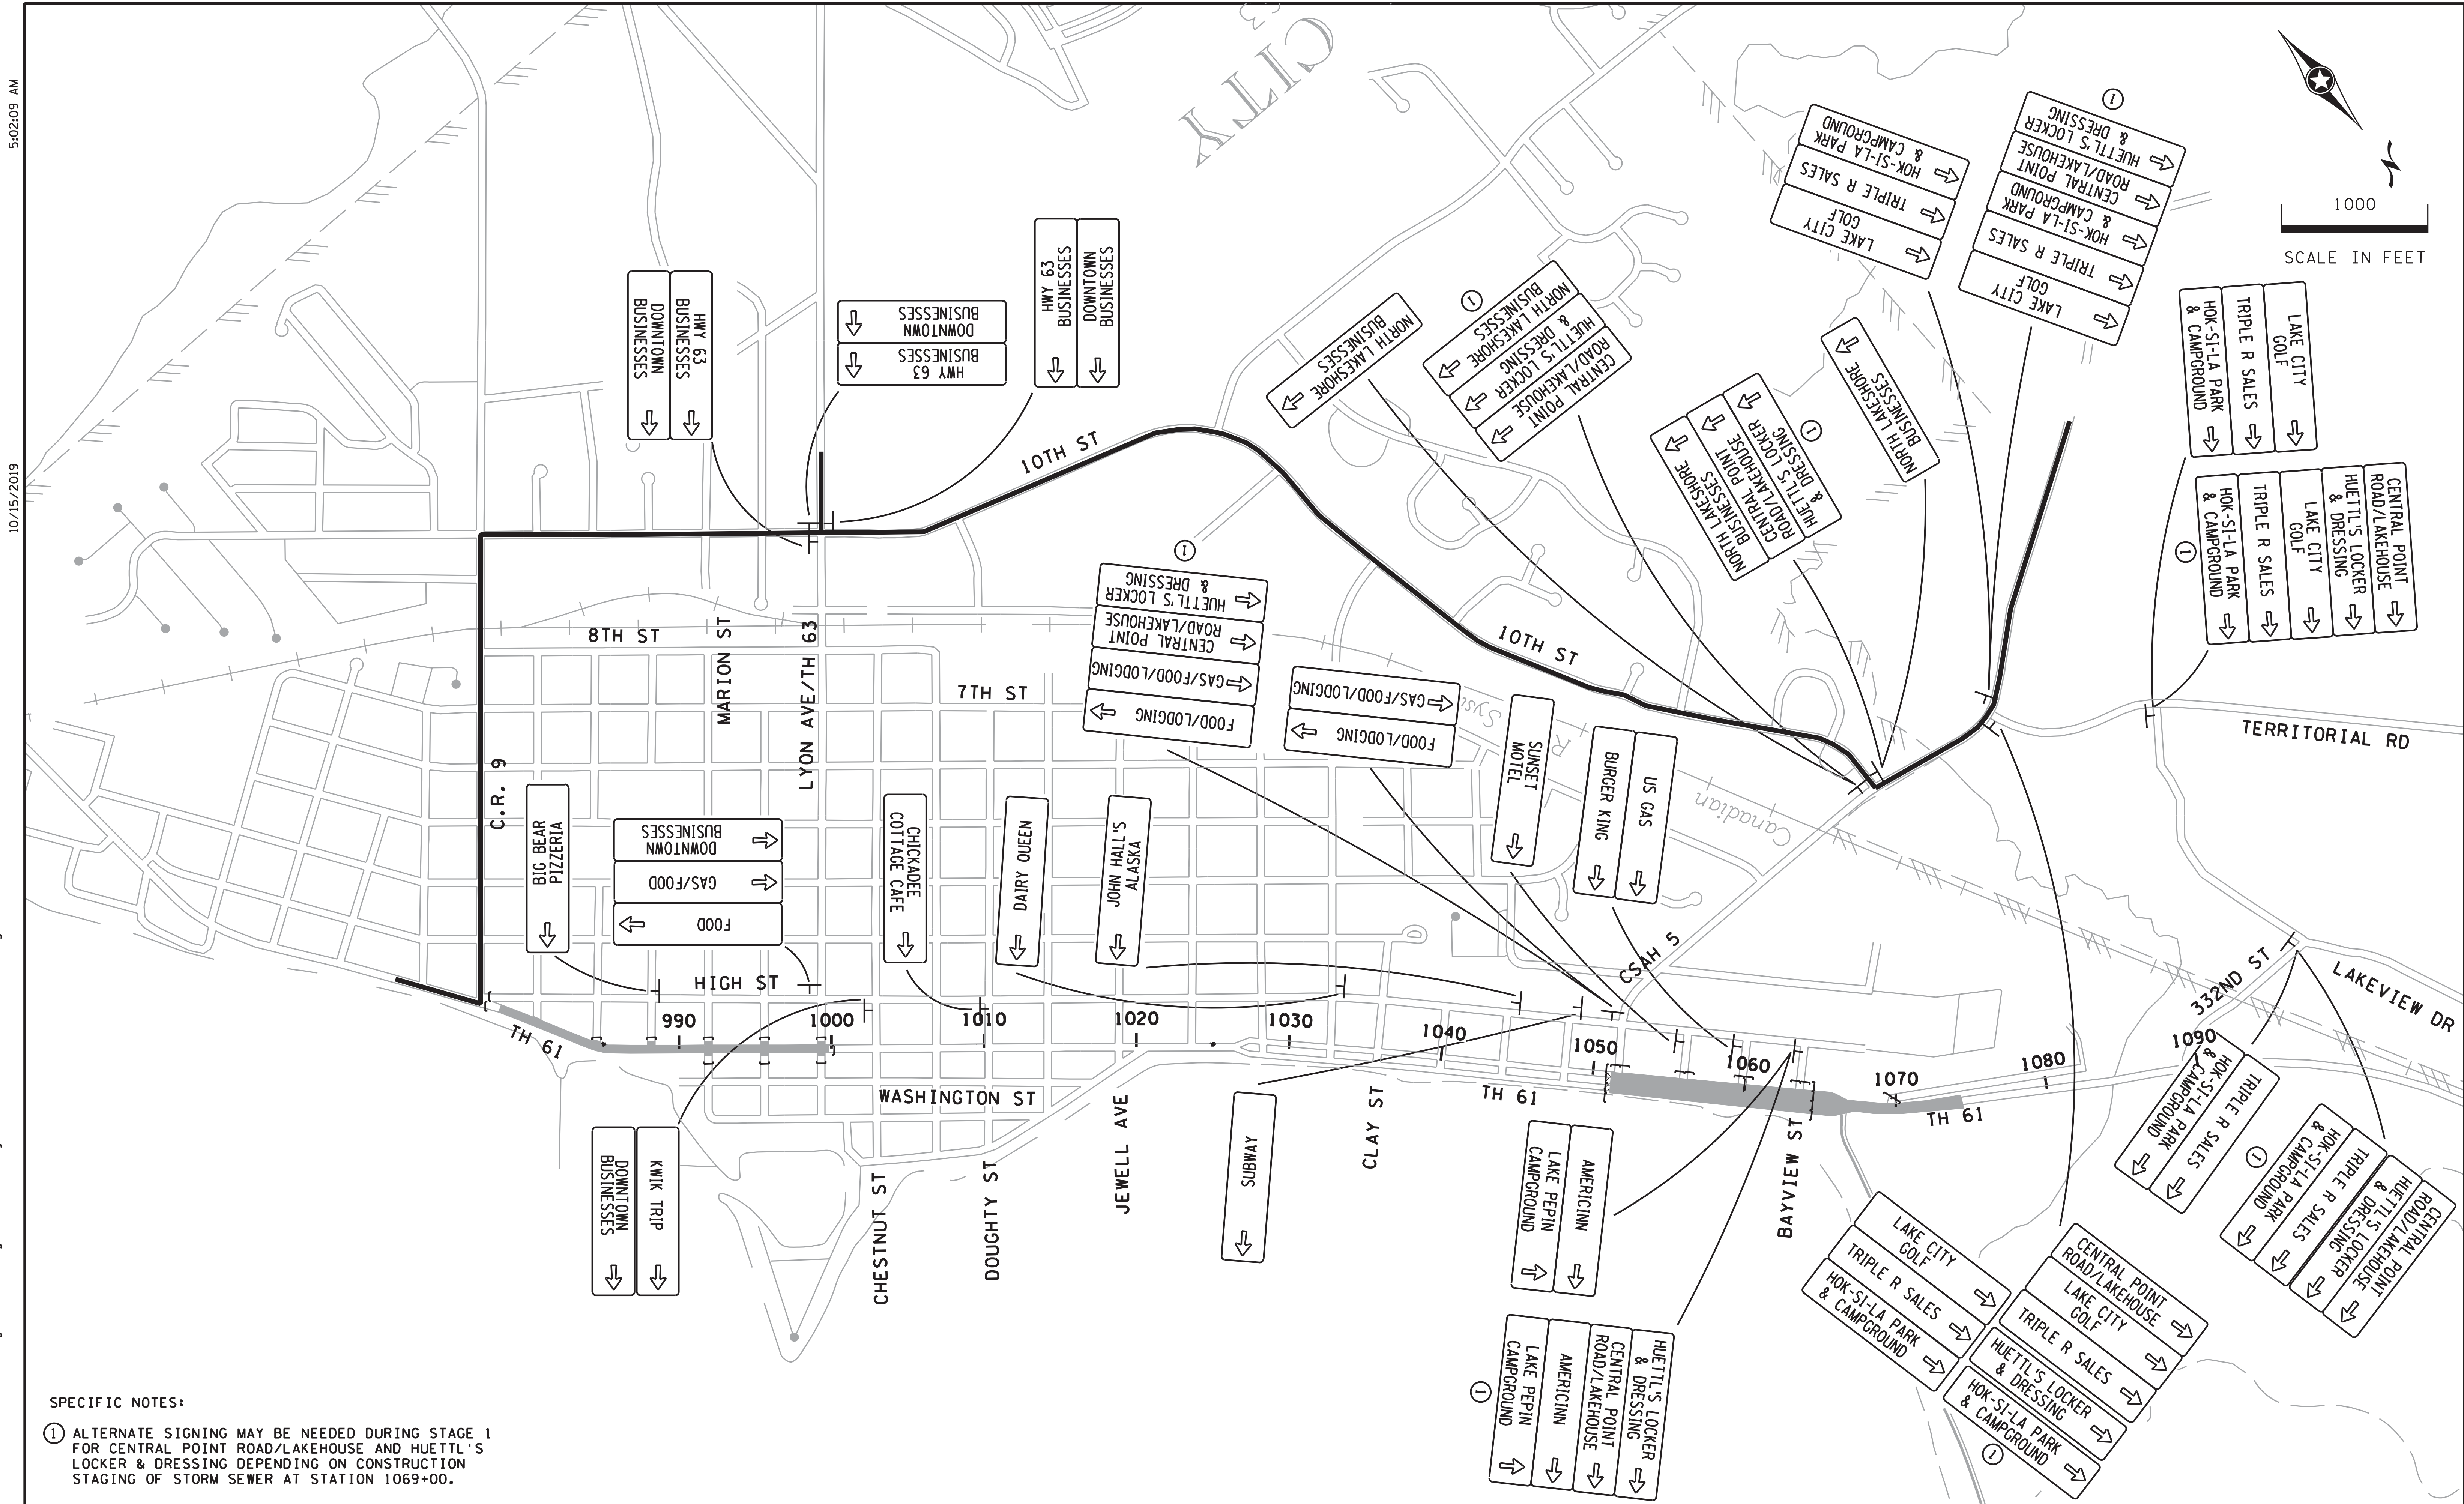 5:02:09 AM
10/15/2019
CITY
1000
SCALE IN FEET
HOK-SI-LA PARK
& CAMPGROUND
TRIPLE R SALES
LAKE CITY
GOLF
1
HUETTL'S LOCKER
& DRESSING
CENTRAL POINT
ROAD/LAKEHOUSE
HOK-SI-LA PARK
& CAMPGROUND
TRIPLE R SALES
LAKE CITY
GOLF
HWY 63
BUSINESSES
DOWNTOWN
BUSINESSES
HWY 63
BUSINESSES
DOWNTOWN
BUSINESSES
HWY 63
BUSINESSES
DOWNTOWN
BUSINESSES
NORTH LAKESHORE
BUSINESSES
1
NORTH LAKESHORE
BUSINESSES
HUETTL'S LOCKER
& DRESSING
CENTRAL POINT
ROAD/LAKEHOUSE
1
HUETTL'S LOCKER
& DRESSING
CENTRAL POINT
ROAD/LAKEHOUSE
NORTH LAKESHORE
BUSINESSES
NORTH LAKESHORE
BUSINESSES
LAKE CITY
GOLF
TRIPLE R SALES
HOK-SI-LA PARK
& CAMPGROUND
CENTRAL POINT
ROAD/LAKEHOUSE
HUETTL'S LOCKER
& DRESSING
LAKE CITY
GOLF
TRIPLE R SALES
HOK-SI-LA PARK
& CAMPGROUND
1
10TH ST
10TH ST
8TH ST
MARION ST
LYON AVE/TH 63
7TH ST
C.R. 9
TERRITORIAL RD
Canadian
1
HUETTL'S LOCKER
& DRESSING
CENTRAL POINT
ROAD/LAKEHOUSE
GAS/FOOD/LODGING
FOOD/LODGING
GAS/FOOD/LODGING
FOOD/LODGING
SUNSET
MOTEL
US GAS
BURGER KING
BIG BEAR
PIZZERIA
DOWNTOWN
BUSINESSES
GAS/FOOD
FOOD
CHICKADEE
COTTAGE CAFE
DAIRY QUEEN
JOHN HALL'S
ALASKA
HIGH ST
CSAH 5
332ND ST
LAKEVIEW DR
990
1000
1010
1020
1030
1040
1050
1060
1070
1080
1090
TH 61
TH 61
TH 61
WASHINGTON ST
CHESTNUT ST
DOUGHTY ST
JEWELL AVE
CLAY ST
BAYVIEW ST
KWIK TRIP
DOWNTOWN
BUSINESSES
SUBWAY
AMERICINN
LAKE PEPIN
CAMPGROUND
HUETTL'S LOCKER
& DRESSING
CENTRAL POINT
ROAD/LAKEHOUSE
AMERICINN
LAKE PEPIN
CAMPGROUND
1
LAKE CITY
GOLF
TRIPLE R SALES
HOK-SI-LA PARK
& CAMPGROUND
CENTRAL POINT
ROAD/LAKEHOUSE
LAKE CITY
GOLF
TRIPLE R SALES
HUETTL'S LOCKER
& DRESSING
HOK-SI-LA PARK
& CAMPGROUND
1
TRIPLE R SALES
HOK-SI-LA PARK
& CAMPGROUND
CENTRAL POINT
ROAD/LAKEHOUSE
HUETTL'S LOCKER
& DRESSING
TRIPLE R SALES
HOK-SI-LA PARK
& CAMPGROUND
1
SPECIFIC NOTES:
1 ALTERNATE SIGNING MAY BE NEEDED DURING STAGE 1
FOR CENTRAL POINT ROAD/LAKEHOUSE AND HUETTL'S
LOCKER & DRESSING DEPENDING ON CONSTRUCTION
STAGING OF STORM SEWER AT STATION 1069+00.